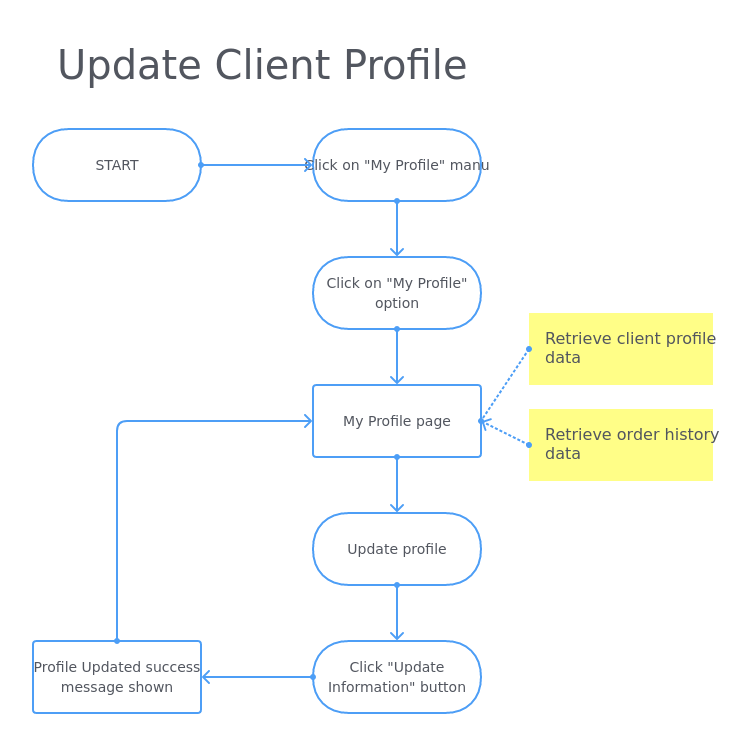 Update Client Profile
START
Click on "My Profile" manu
Click on "My Profile"
option
Retrieve client profile
data
My Profile page
Retrieve order history
data
Update profile
Profile Updated success
message shown
Click "Update
Information" button